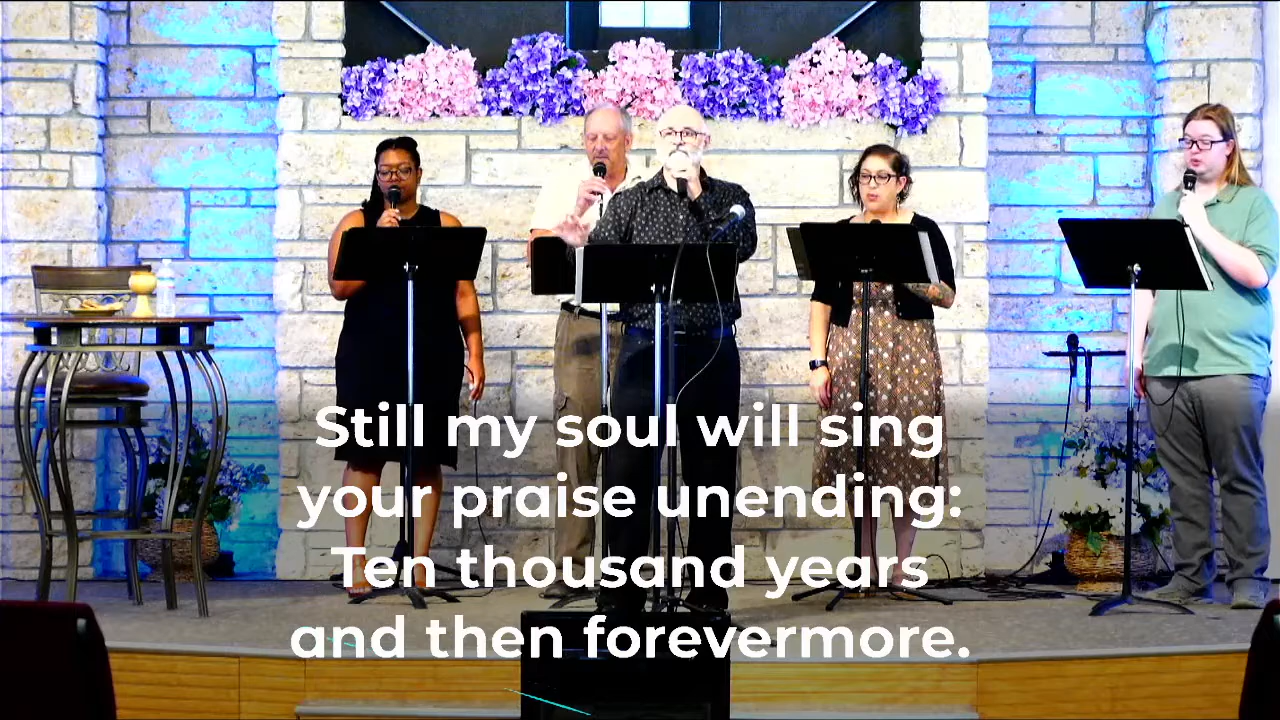 Still my soul will sing
your praise unending:
Ten thousand years
and then forevermore.